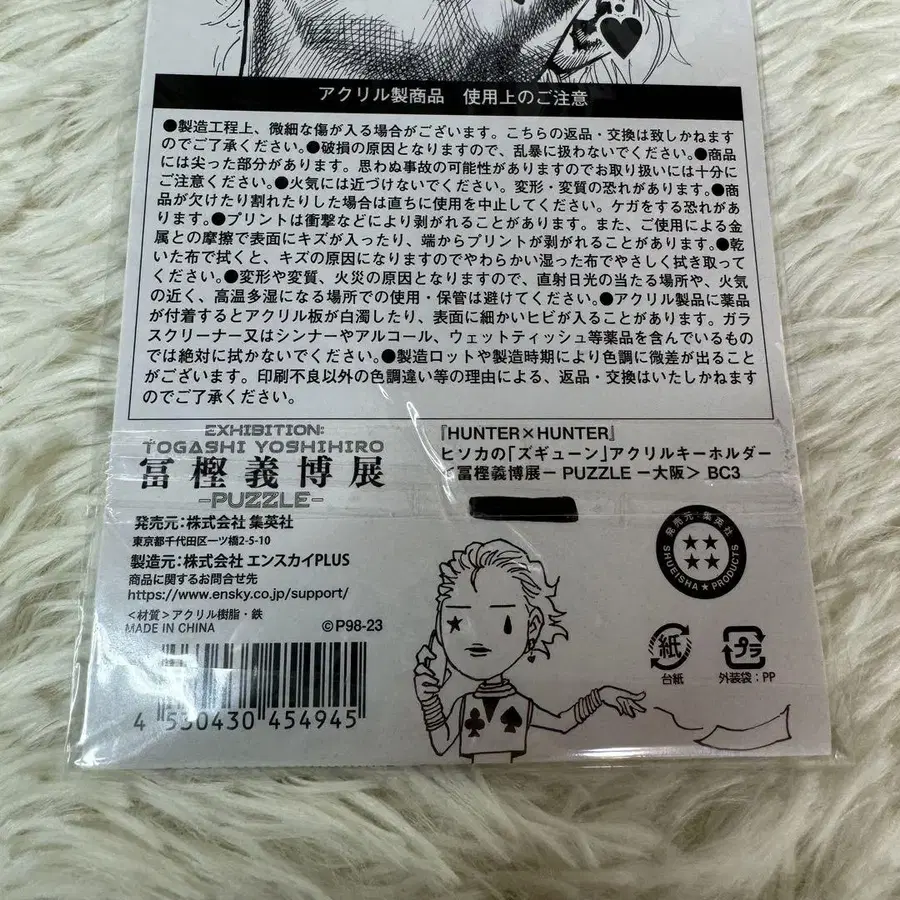 アクリル製商品　使用上のご注意
●製造工程上、微細な傷が入る場合がございます。こちらの返品・交換は致しかねます
のでご了承ください。●破損の原因となりますので、乱暴に扱わないでください。●商品
には尖った部分があります。思わぬ事故の可能性がありますのでお取り扱いには十分に
ご注意ください。●火気には近づけないでください。変形・変質の恐れがあります。●商
品が欠けたり割れたりした場合は直ちに使用を中止してください。ケガをする恐れがあ
ります。●プリントは衝撃などにより剥がれることがあります。また、ご使用による金
属との摩擦で表面にキズが入ったり、端からプリントが剥がれることがあります。●乾
いた布で拭くと、キズの原因になりますのでやわらかい湿った布でやさしく拭き取って
ください。●変形や変質、火災の原因となりますので、直射日光の当たる場所や、火気
の近く、高温多湿になる場所での使用・保管は避けてください。●アクリル製品に薬品
が付着するとアクリル板が白濁したり、表面に細かいヒビが入ることがあります。ガラ
スクリーナー又はシンナーやアルコール、ウェットティッシュ等薬品を含んでいるもの
では絶対に拭かないでください。●製造ロットや製造時期により色調に微差が出ること
がございます。印刷不良以外の色調違い等の理由による、返品・交換はいたしかねます
のでご了承ください。
EXHIBITION:
TOGASHI YOSHIHIRO
冨樫義博展
-PUZZLE-
発売元：株式会社 集英社
東京都千代田区一ツ橋2-5-10
製造元：株式会社 エンスカイPLUS
商品に関するお問合せ先
https://www.ensky.co.jp/support/
＜材質＞アクリル樹脂・鉄
MADE IN CHINA
©P98-23
4 530430 454945
『HUNTER×HUNTER』
ヒソカの「ズギューン」アクリルキーホルダー
＜冨樫義博展－ PUZZLE －大阪＞ BC3
発売元：集英社
SHUEISHA★PRODUCTS
紙
台紙
プラ
外装袋：PP